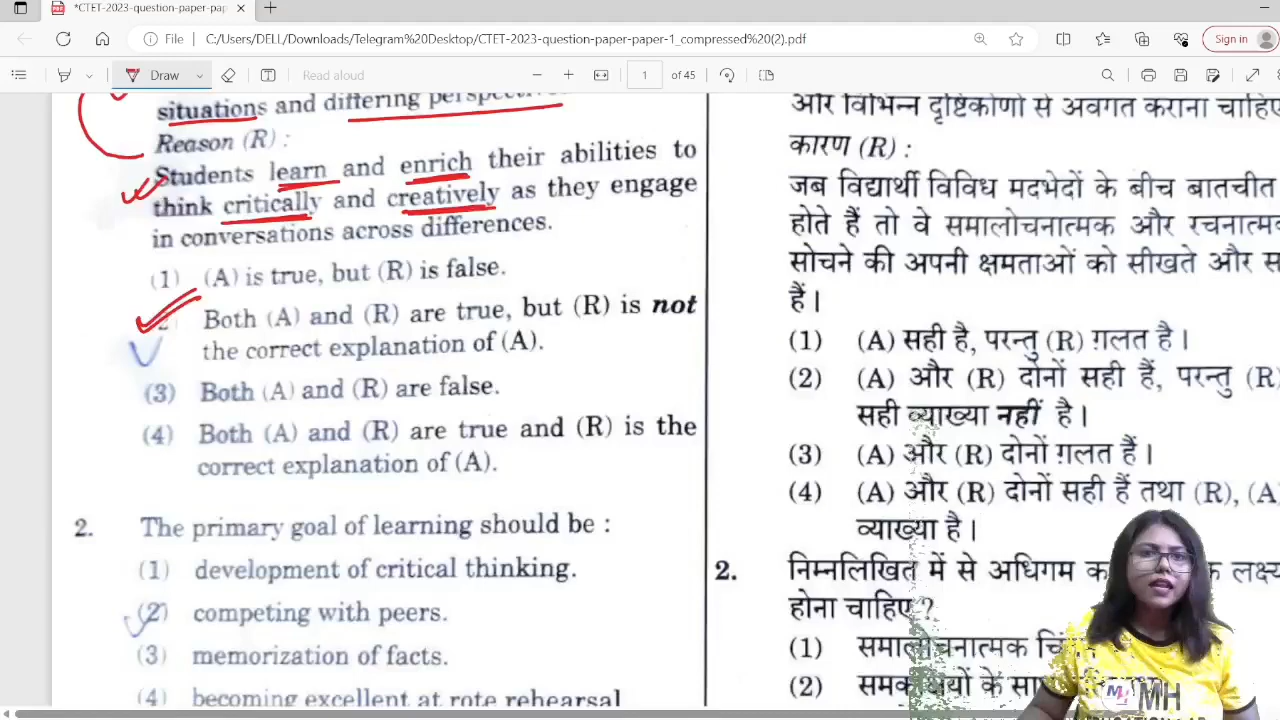 *CTET-2023-question-paper-pap
File
C:/Users/DELL/Downloads/Telegram%20Desktop/CTET-2023-question-paper-paper-1_compressed%20(2).pdf
Sign in
Draw
Read aloud
1
of 45
situations and differing
Reason (R) :
Students learn and enrich their abilities to
think critically and creatively as they engage
in conversations across differences.
(1) (A) is true, but (R) is false.
Both (A) and (R) are true, but (R) is not
the correct explanation of (A).
(3) Both (A) and (R) are false.
(4) Both (A) and (R) are true and (R) is the
correct explanation of (A).
2. The primary goal of learning should be :
(1) development of critical thinking.
(2) competing with peers.
(3) memorization of facts.
(4) becoming excellent at rote rehearsal
और विभिन्न दृष्टिकोणों से अवगत कराना चाहिए
कारण (R) :
जब विद्यार्थी विविध मदभेदों के बीच बातचीत
होते हैं तो वे समालोचनात्मक और
सोचने की अपनी क्षमताओं को सीखते और
हैं।
(1) (A) सही है, परन्तु (R) ग़लत है।
(2) (A) और (R) दोनों सही हैं, परन्तु (R)
सही व्याख्या नहीं है।
(3) (A) और (R) दोनों ग़लत हैं।
(4) (A) और (R) दोनों सही हैं तथा (R), (A)
व्याख्या है।
2. निम्नलिखित में से अधिगम
होना चाहिए ?
(1) समालोचनात्मक
(2)
MH